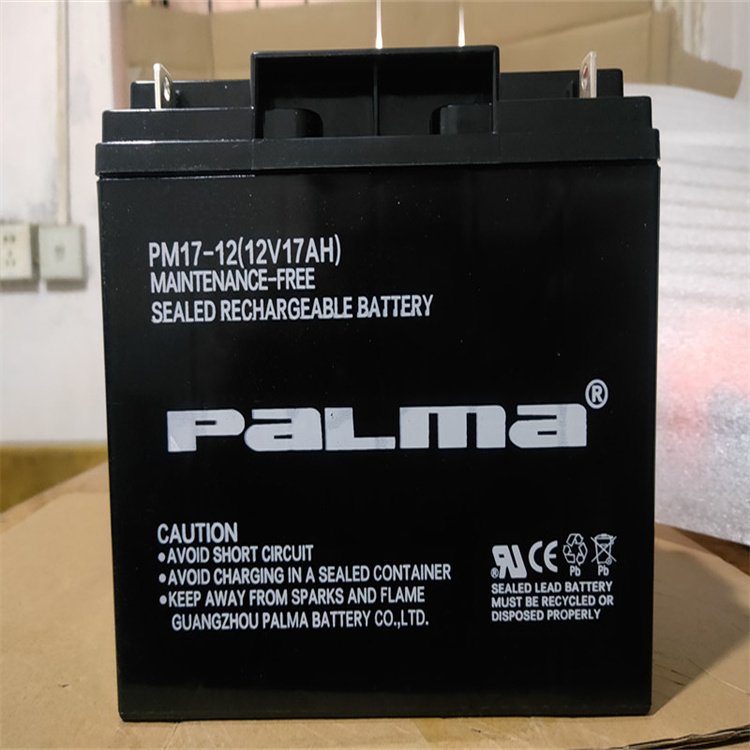 PM17-12(12V17AH)
MAINTENANCE-FREE
SEALED RECHARGEABLE BATTERY
PALMA®
CAUTION
•AVOID SHORT CIRCUIT
•AVOID CHARGING IN A SEALED CONTAINER
•KEEP AWAY FROM SPARKS AND FLAME
GUANGZHOU PALMA BATTERY CO.,LTD.
RU® CE Pb Pb
SEALED LEAD BATTERY
MUST BE RECYCLED OR
DISPOSED PROPERLY